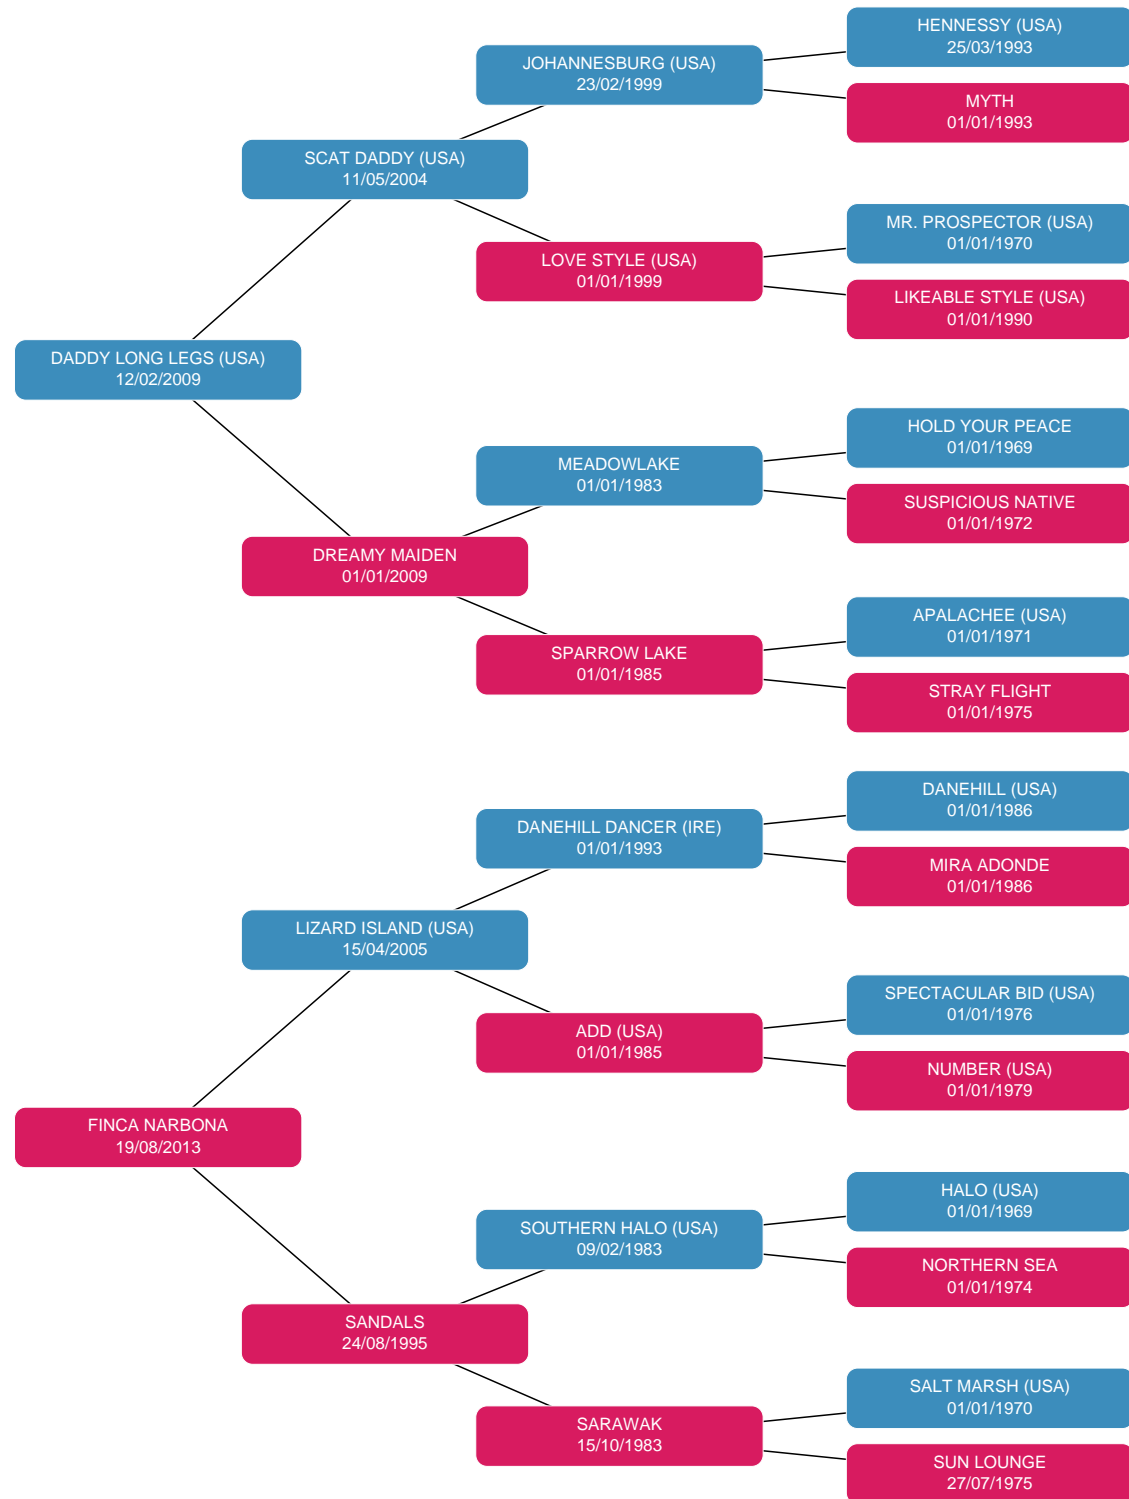 HENNESSY (USA)
25/03/1993
JOHANNESBURG (USA)
23/02/1999
MYTH
01/01/1993
SCAT DADDY (USA)
11/05/2004
MR. PROSPECTOR (USA)
01/01/1970
LOVE STYLE (USA)
01/01/1999
LIKEABLE STYLE (USA)
01/01/1990
DADDY LONG LEGS (USA)
12/02/2009
HOLD YOUR PEACE
01/01/1969
MEADOWLAKE
01/01/1983
SUSPICIOUS NATIVE
01/01/1972
DREAMY MAIDEN
01/01/2009
APALACHEE (USA)
01/01/1971
SPARROW LAKE
01/01/1985
STRAY FLIGHT
01/01/1975
DANEHILL (USA)
01/01/1986
DANEHILL DANCER (IRE)
01/01/1993
MIRA ADONDE
01/01/1986
LIZARD ISLAND (USA)
15/04/2005
SPECTACULAR BID (USA)
01/01/1976
ADD (USA)
01/01/1985
NUMBER (USA)
01/01/1979
FINCA NARBONA
19/08/2013
HALO (USA)
01/01/1969
SOUTHERN HALO (USA)
09/02/1983
NORTHERN SEA
01/01/1974
SANDALS
24/08/1995
SALT MARSH (USA)
01/01/1970
SARAWAK
15/10/1983
SUN LOUNGE
27/07/1975